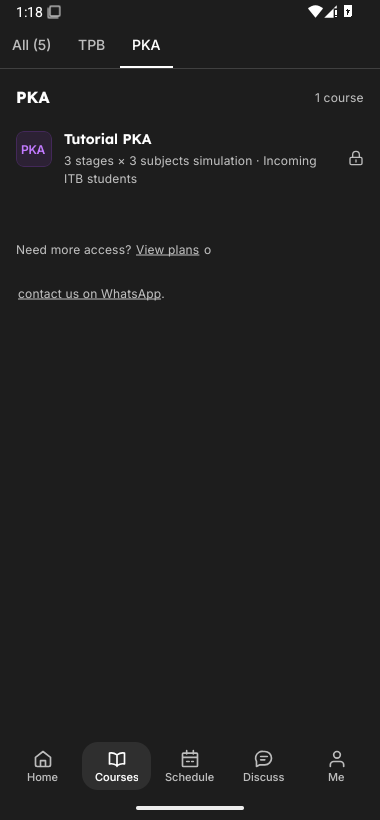 1:18
All (5) TPB PKA
PKA 1 course
PKA Tutorial PKA
3 stages × 3 subjects simulation · Incoming
ITB students
Need more access? View plans o
contact us on WhatsApp.
Home Courses Schedule Discuss Me